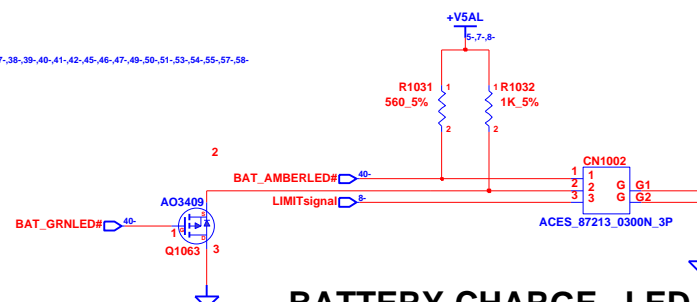 +V5AL
5-,7-,8-
7-,38-,39-,40-,41-,42-,45-,46-,47-,49-,50-,51-,53-,54-,55-,57-,58-
R1031 1 1 R1032
560_5% 1K_5%
2 2
2
BAT_AMBERLED# 40-
CN1002
1 1
2 2 G G1
3 3 G G2
LIMITsignal 8-
ACES_87213_0300N_3P
AO3409
S
BAT_GRNLED# 40-
1 G
D
Q1063 3
BATTERY CHARGE LED